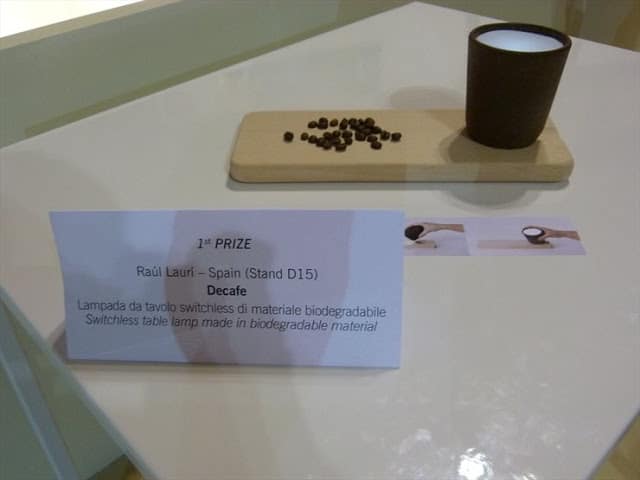 1st PRIZE
Raúl Laurí – Spain (Stand D15)
Decafe
Lampada da tavolo switchless di materiale biodegradabile
Switchless table lamp made in biodegradable material